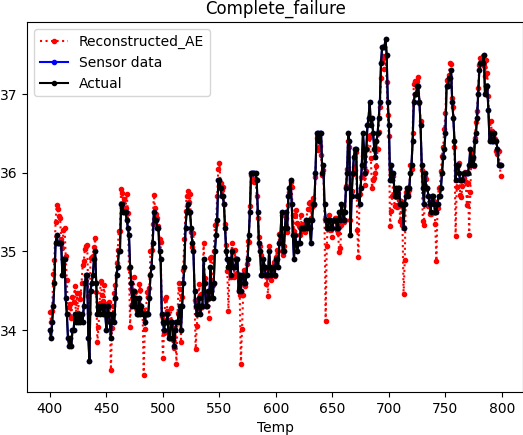 Complete_failure
Reconstructed_AE
Sensor data
Actual
37
36
35
34
400 450 500 550 600 650 700 750 800
Temp